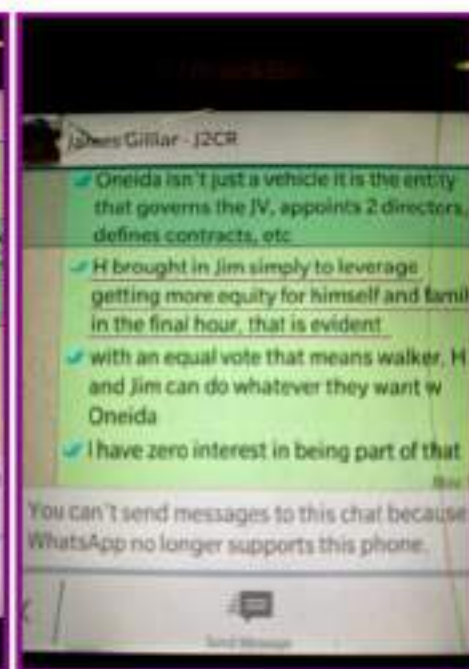 James Gilliar - J2CR
Oneida isn't just a vehicle it is the entity
that governs the JV, appoints 2 directors,
defines contracts, etc
H brought in Jim simply to leverage
getting more equity for himself and famil
in the final hour, that is evident
with an equal vote that means walker, H
and Jim can do whatever they want w
Oneida
I have zero interest in being part of that
You can't send messages to this chat because
WhatsApp no longer supports this phone.
Send Message